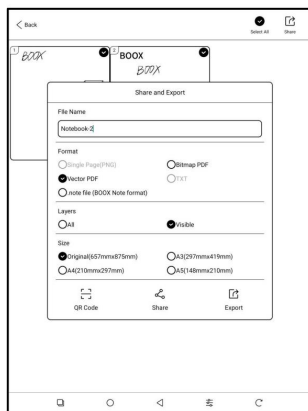 Back
Select All
Share
1
BOOX
2
BOOX
BOOX
Share and Export
File Name
Notebook-2
Format
Single Page(PNG)
Bitmap PDF
Vector PDF
TXT
.note file (BOOX Note format)
Layers
All
Visible
Size
Original(657mmx875mm)
A3(297mmx419mm)
A4(210mmx297mm)
A5(148mmx210mm)
QR Code
Share
Export